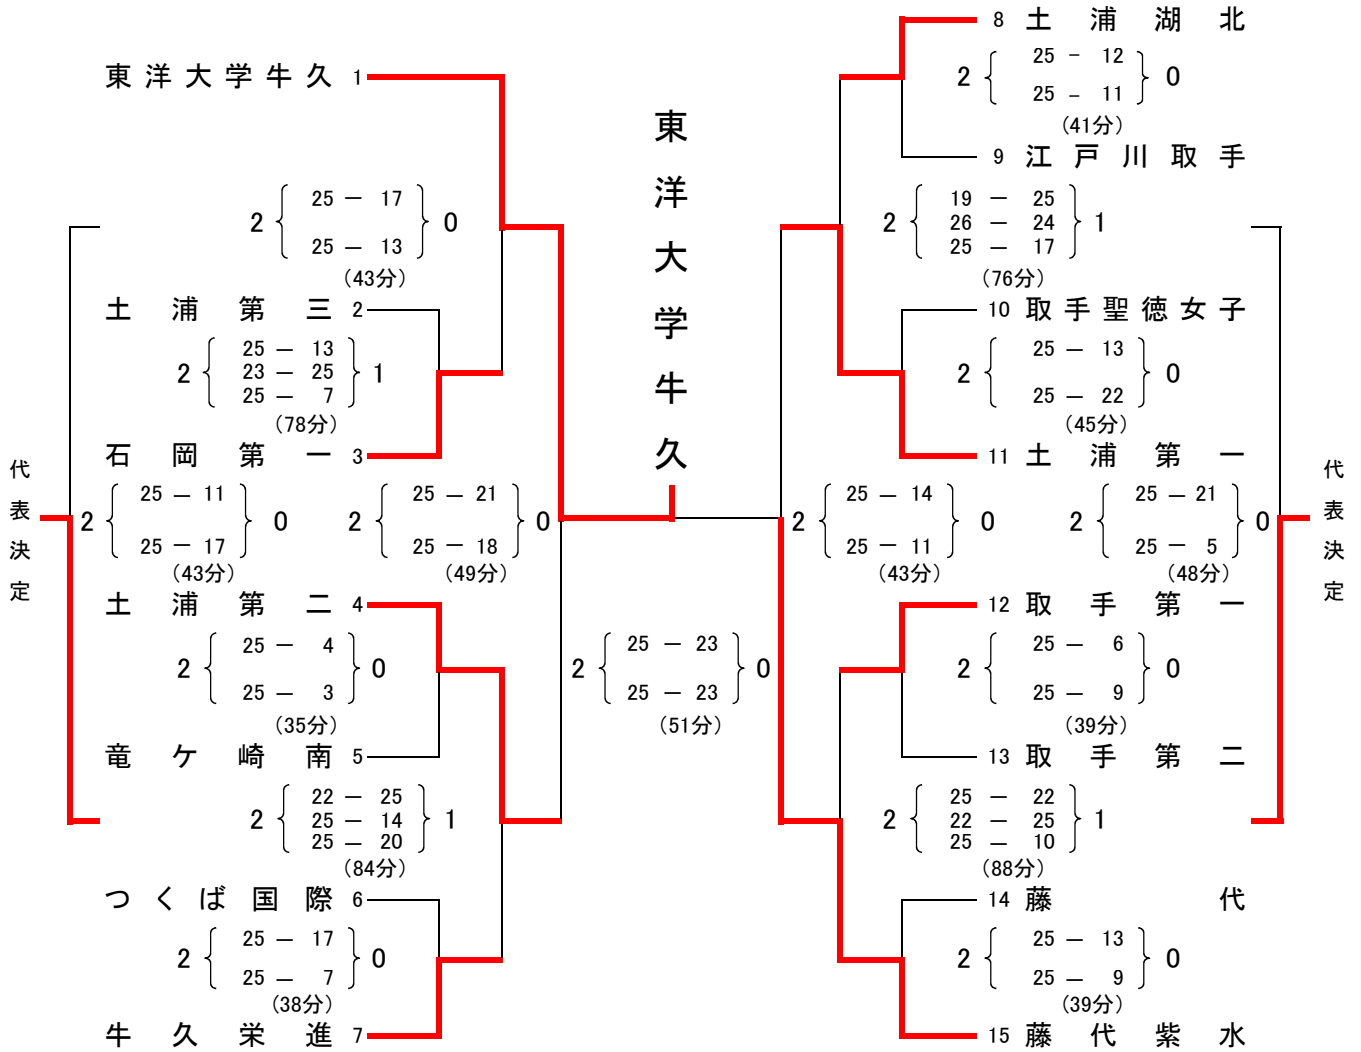 東洋大学牛久 1
2 25 － 17 0
25 － 13
(43分)
土浦第三 2
2 25 － 13 1
23 － 25
25 － 7
(78分)
石岡第一 3
代表決定
2 25 － 11 0
25 － 17
(43分)
2 25 － 21 0
25 － 18
(49分)
土浦第二 4
2 25 － 4 0
25 － 3
(35分)
竜ケ崎南 5
2 22 － 25 1
25 － 14
25 － 20
(84分)
つくば国際 6
2 25 － 17 0
25 － 7
(38分)
牛久栄進 7
東洋大学牛久
2 25 － 23 0
25 － 23
(51分)
8 土浦湖北
2 25 － 12 0
25 － 11
(41分)
9 江戸川取手
2 19 － 25 1
26 － 24
25 － 17
(76分)
10 取手聖徳女子
2 25 － 13 0
25 － 22
(45分)
11 土浦第一
2 25 － 14 0
25 － 11
(43分)
2 25 － 21 0
25 － 5
(48分)
代表決定
12 取手第一
2 25 － 6 0
25 － 9
(39分)
13 取手第二
2 25 － 22 1
22 － 25
25 － 10
(88分)
14 藤代
2 25 － 13 0
25 － 9
(39分)
15 藤代紫水